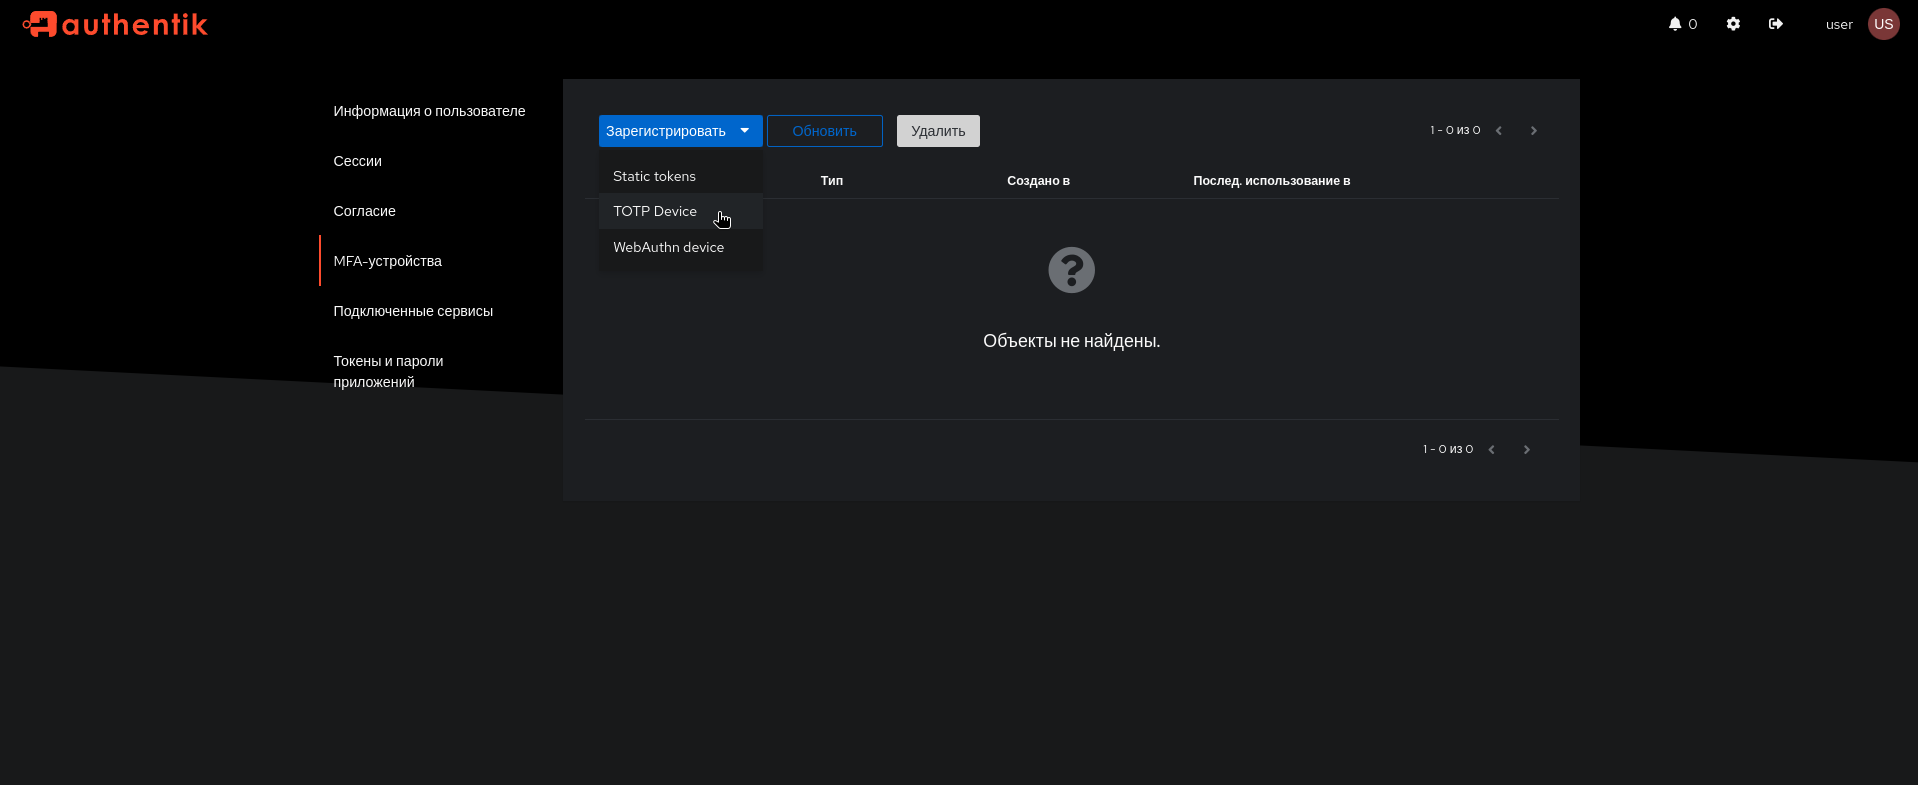 authentik
0
user
US
Информация о пользователе
Сессии
Согласие
MFA-устройства
Подключенные сервисы
Токены и пароли
приложений
Зарегистрировать
Обновить
Удалить
1 - 0 из 0
Static tokens
TOTP Device
WebAuthn device
Тип
Создано в
Послед. использование в
Объекты не найдены.
1 - 0 из 0